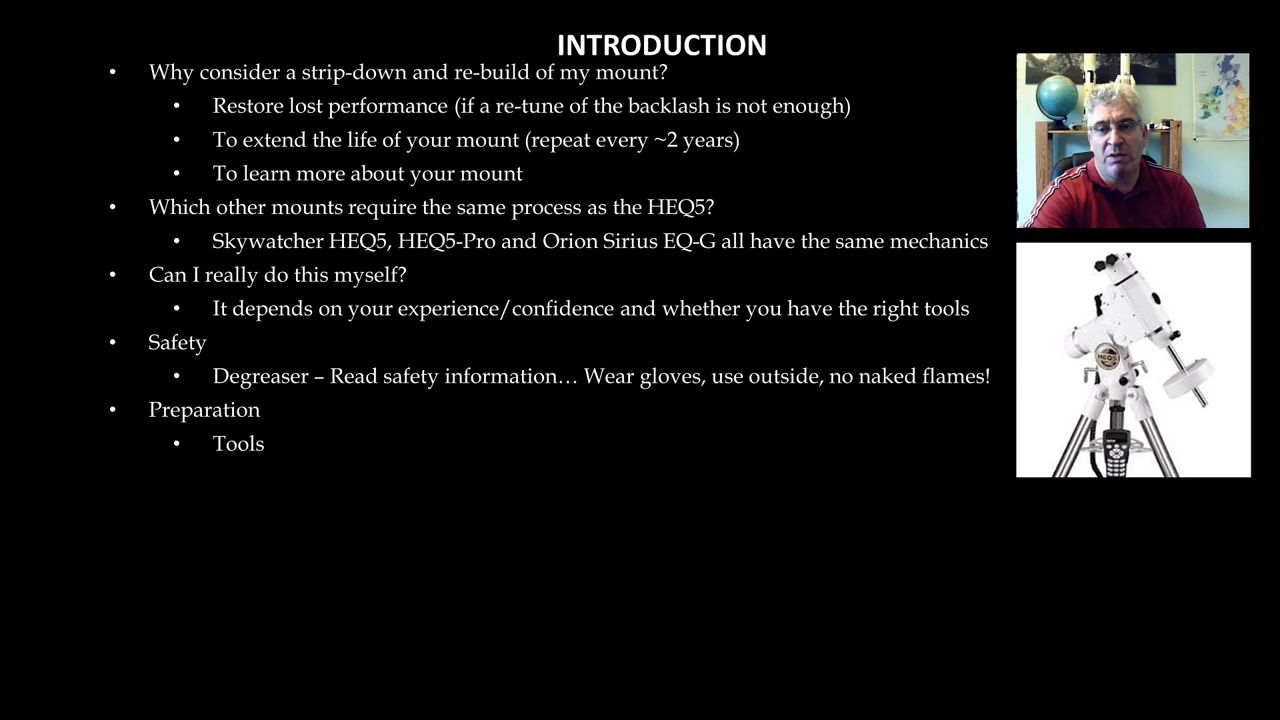 INTRODUCTION
• Why consider a strip-down and re-build of my mount?
• Restore lost performance (if a re-tune of the backlash is not enough)
• To extend the life of your mount (repeat every ~2 years)
• To learn more about your mount
• Which other mounts require the same process as the HEQ5?
• Skywatcher HEQ5, HEQ5-Pro and Orion Sirius EQ-G all have the same mechanics
• Can I really do this myself?
• It depends on your experience/confidence and whether you have the right tools
• Safety
• Degreaser – Read safety information… Wear gloves, use outside, no naked flames!
• Preparation
• Tools
HEQ5